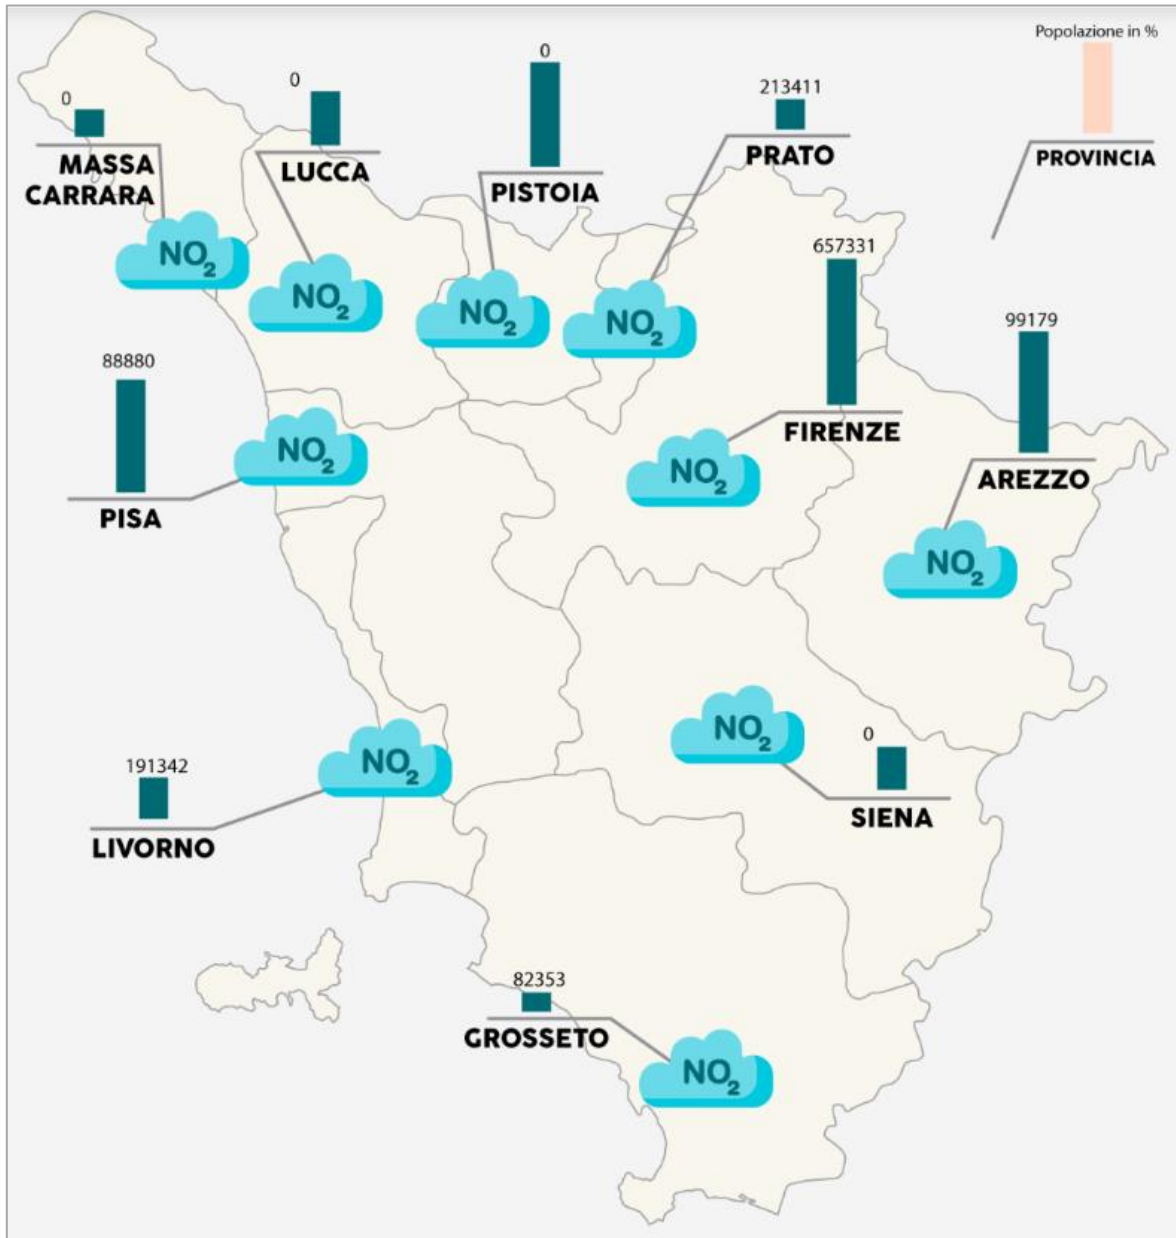 Popolazione in %
PROVINCIA
0
MASSA
CARRARA
NO2
0
LUCCA
NO2
0
PISTOIA
NO2
213411
PRATO
NO2
657331
FIRENZE
NO2
99179
AREZZO
NO2
88880
PISA
NO2
191342
LIVORNO
NO2
0
SIENA
NO2
82353
GROSSETO
NO2